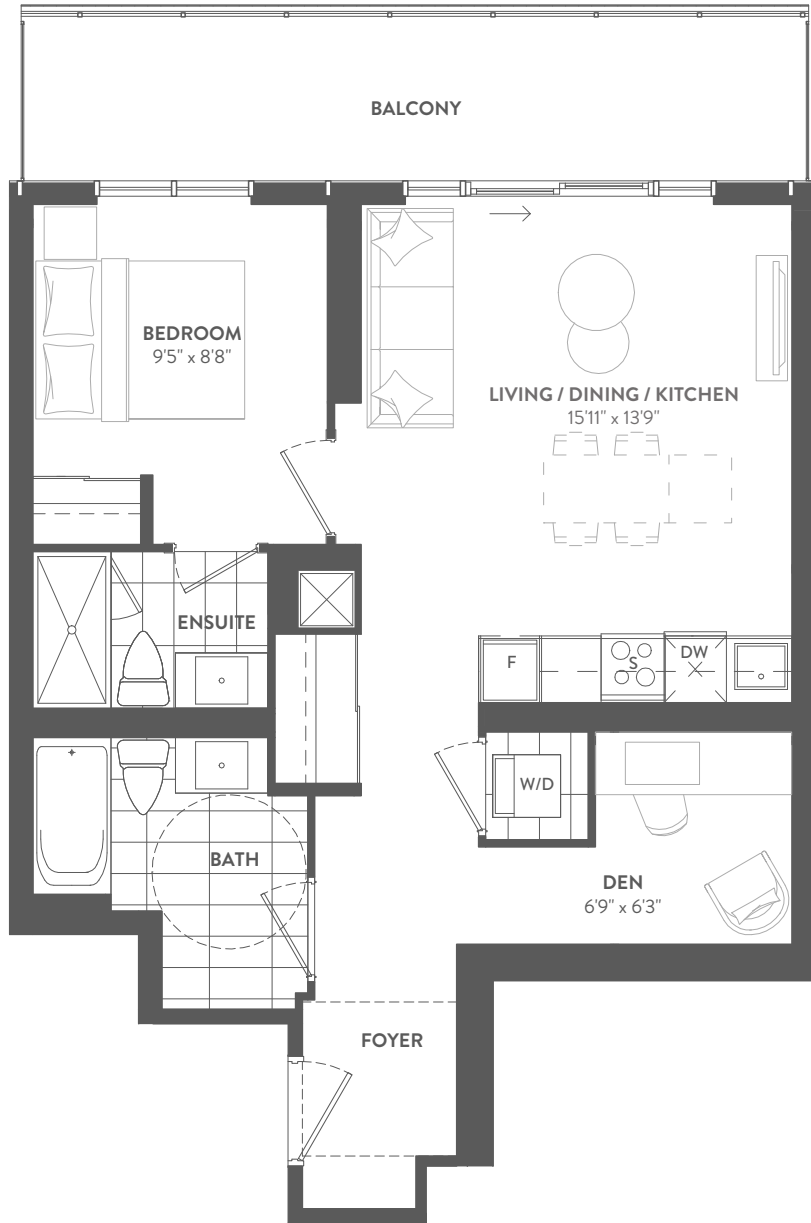 BALCONY
BEDROOM
9'5" x 8'8"
LIVING / DINING / KITCHEN
15'11" x 13'9"
ENSUITE
F
S
DW
W/D
BATH
DEN
6'9" x 6'3"
FOYER